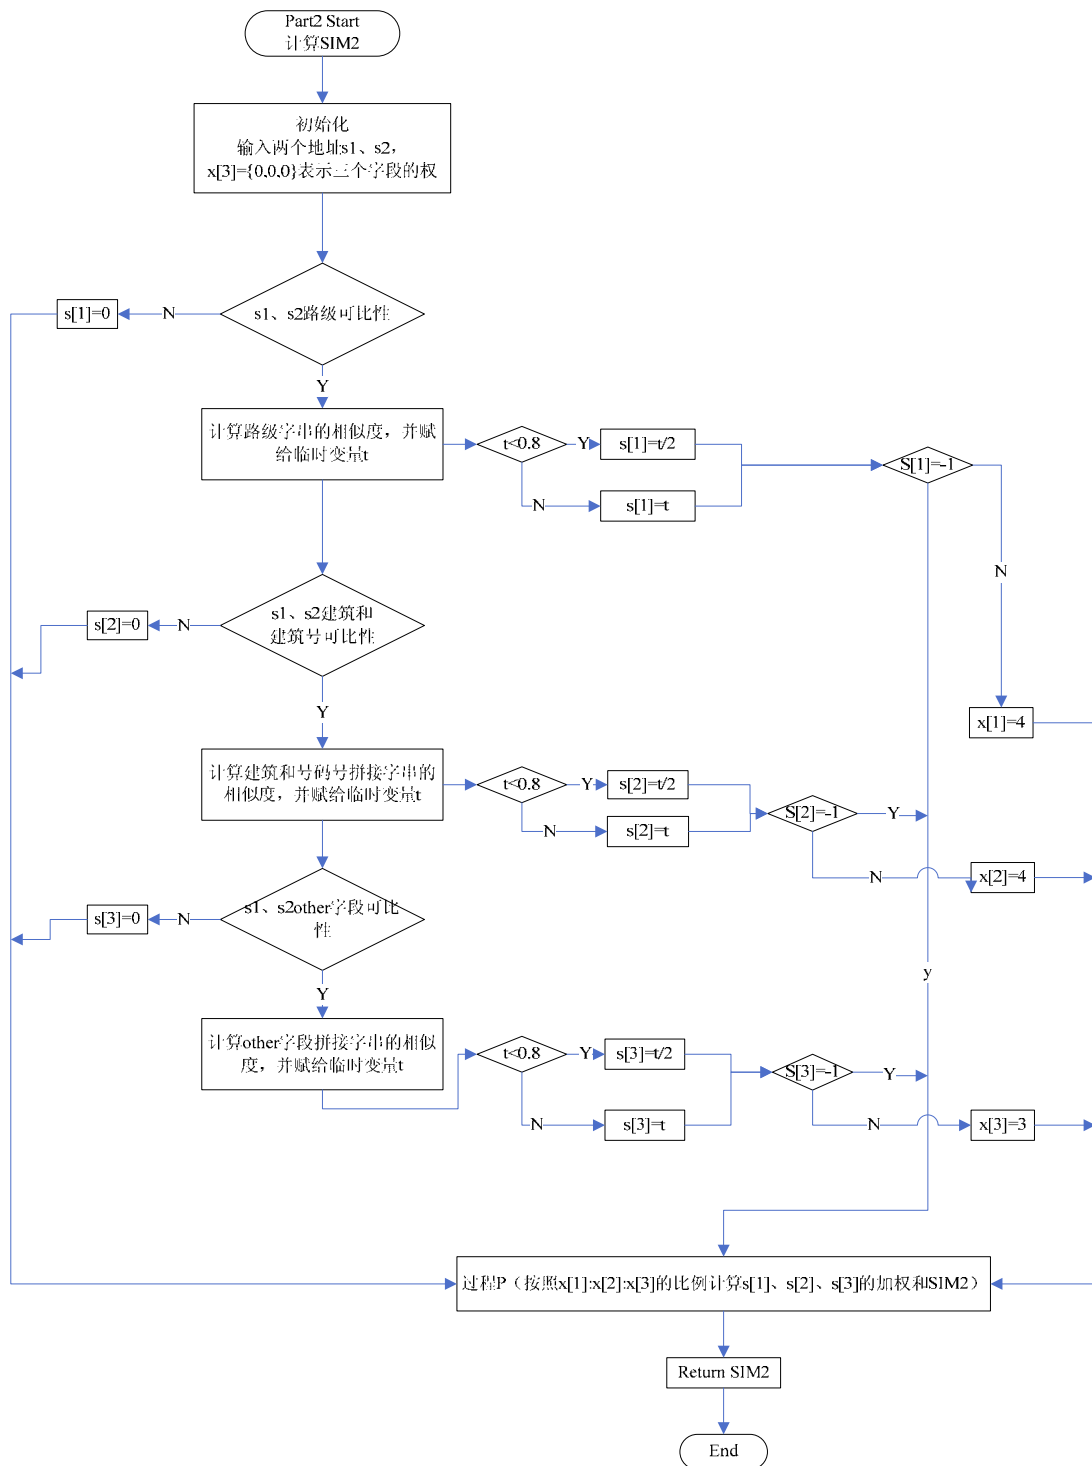 Part2 Start
计算SIM2
初始化
输入两个地址s1、s2，
x[3]={0,0,0}表示三个字段的权
s1、s2路级可比性
N
s[1]=0
Y
计算路级字串的相似度，并赋
给临时变量t
t<0.8
Y
s[1]=t/2
N
s[1]=t
S[1]=-1
N
x[1]=4
s1、s2建筑和
建筑号可比性
N
s[2]=0
Y
计算建筑和号码号拼接字串的
相似度，并赋给临时变量t
t<0.8
Y
s[2]=t/2
N
s[2]=t
S[2]=-1
Y
N
x[2]=4
s1、s2other字段可比
性
N
s[3]=0
y
Y
计算other字段拼接字串的相似
度，并赋给临时变量t
t<0.8
Y
s[3]=t/2
N
s[3]=t
S[3]=-1
Y
N
x[3]=3
过程P（按照x[1]:x[2]:x[3]的比例计算s[1]、s[2]、s[3]的加权和SIM2）
Return SIM2
End